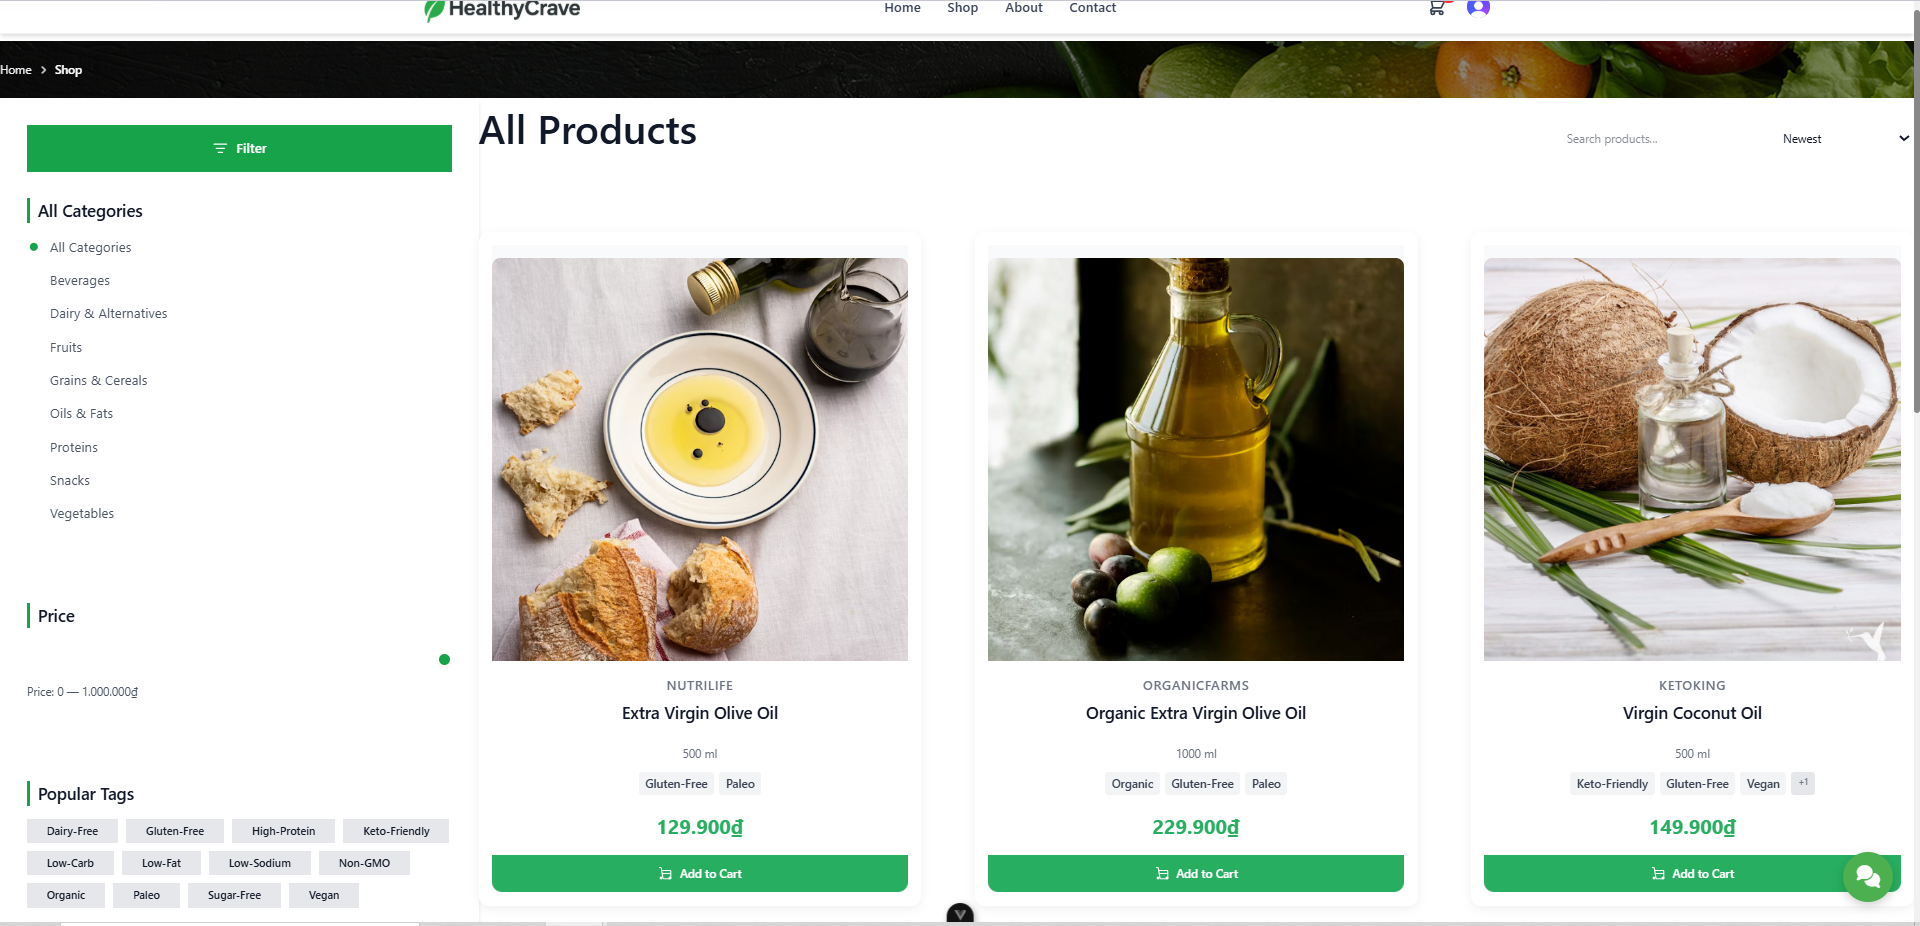 HealthyCrave
Home Shop About Contact
Home > Shop
Filter
All Categories
All Categories
Beverages
Dairy & Alternatives
Fruits
Grains & Cereals
Oils & Fats
Proteins
Snacks
Vegetables
Price
Price: 0 — 1.000.000₫
Popular Tags
Dairy-Free Gluten-Free High-Protein Keto-Friendly
Low-Carb Low-Fat Low-Sodium Non-GMO
Organic Paleo Sugar-Free Vegan
All Products
Search products... Newest
NUTRILIFE
Extra Virgin Olive Oil
500 ml
Gluten-Free Paleo
129.900₫
Add to Cart
ORGANICFARMS
Organic Extra Virgin Olive Oil
1000 ml
Organic Gluten-Free Paleo
229.900₫
Add to Cart
KETOKING
Virgin Coconut Oil
500 ml
Keto-Friendly Gluten-Free Vegan +1
149.900₫
Add to Cart